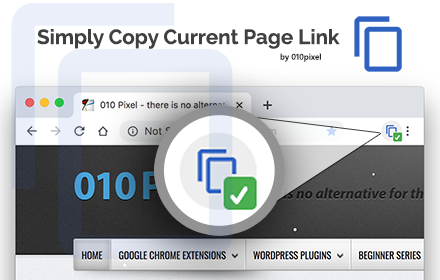 Simply Copy Current Page Link
by 010pixel
010 Pixel - there is no alternat
Not S
010 P
is no alternative for th
HOME
GOOGLE CHROME EXTENSIONS
WORDPRESS PLUGINS
BEGINNER SERIES